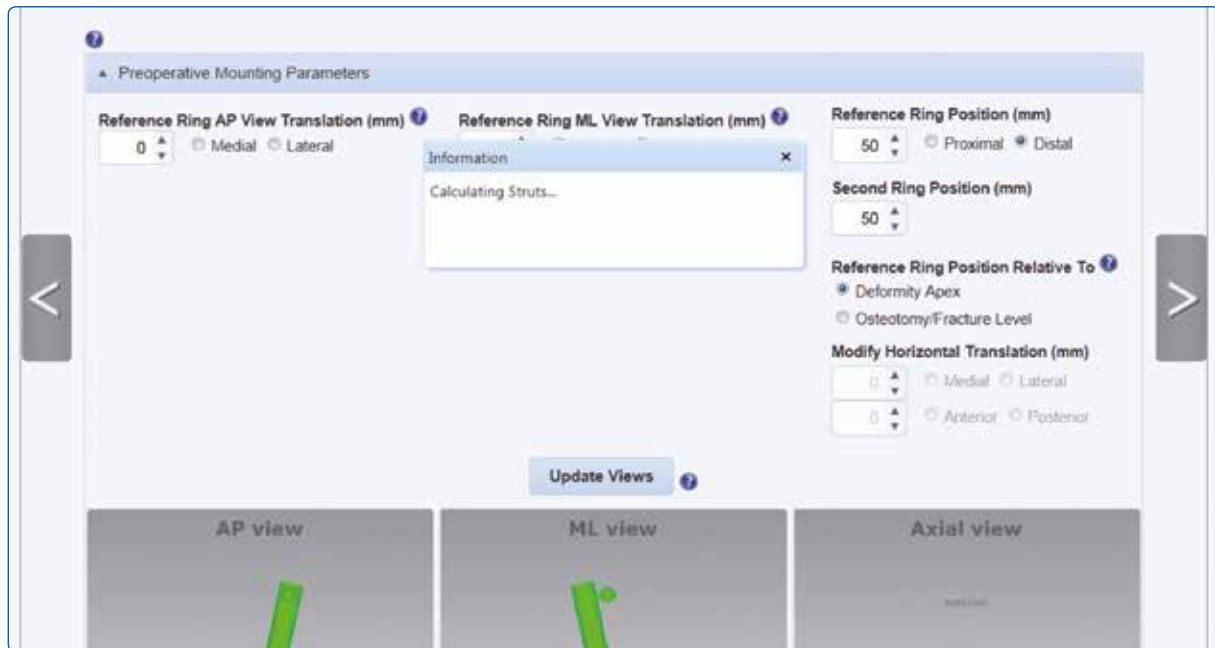 Preoperative Mounting Parameters
Reference Ring AP View Translation (mm)
0 Medial Lateral
Reference Ring ML View Translation (mm)
Information ×
Calculating Struts...
Reference Ring Position (mm)
50 Proximal Distal
Second Ring Position (mm)
50
Reference Ring Position Relative To
Deformity Apex
Osteotomy/Fracture Level
Modify Horizontal Translation (mm)
0 Medial Lateral
0 Anterior Posterior
< >
Update Views
AP view
ML view
Axial view